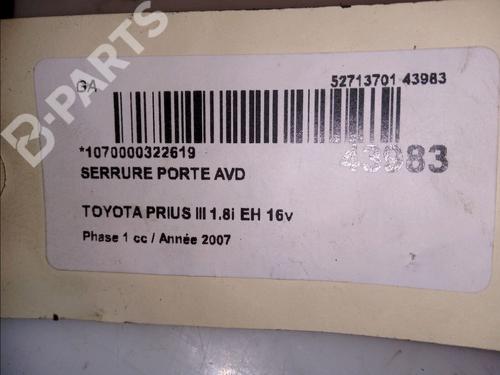 B-PARTS
GA 52713701 43983
*1070000322619 43983
SERRURE PORTE AVD
TOYOTA PRIUS III 1.8i EH 16v
Phase 1 cc / Année 2007